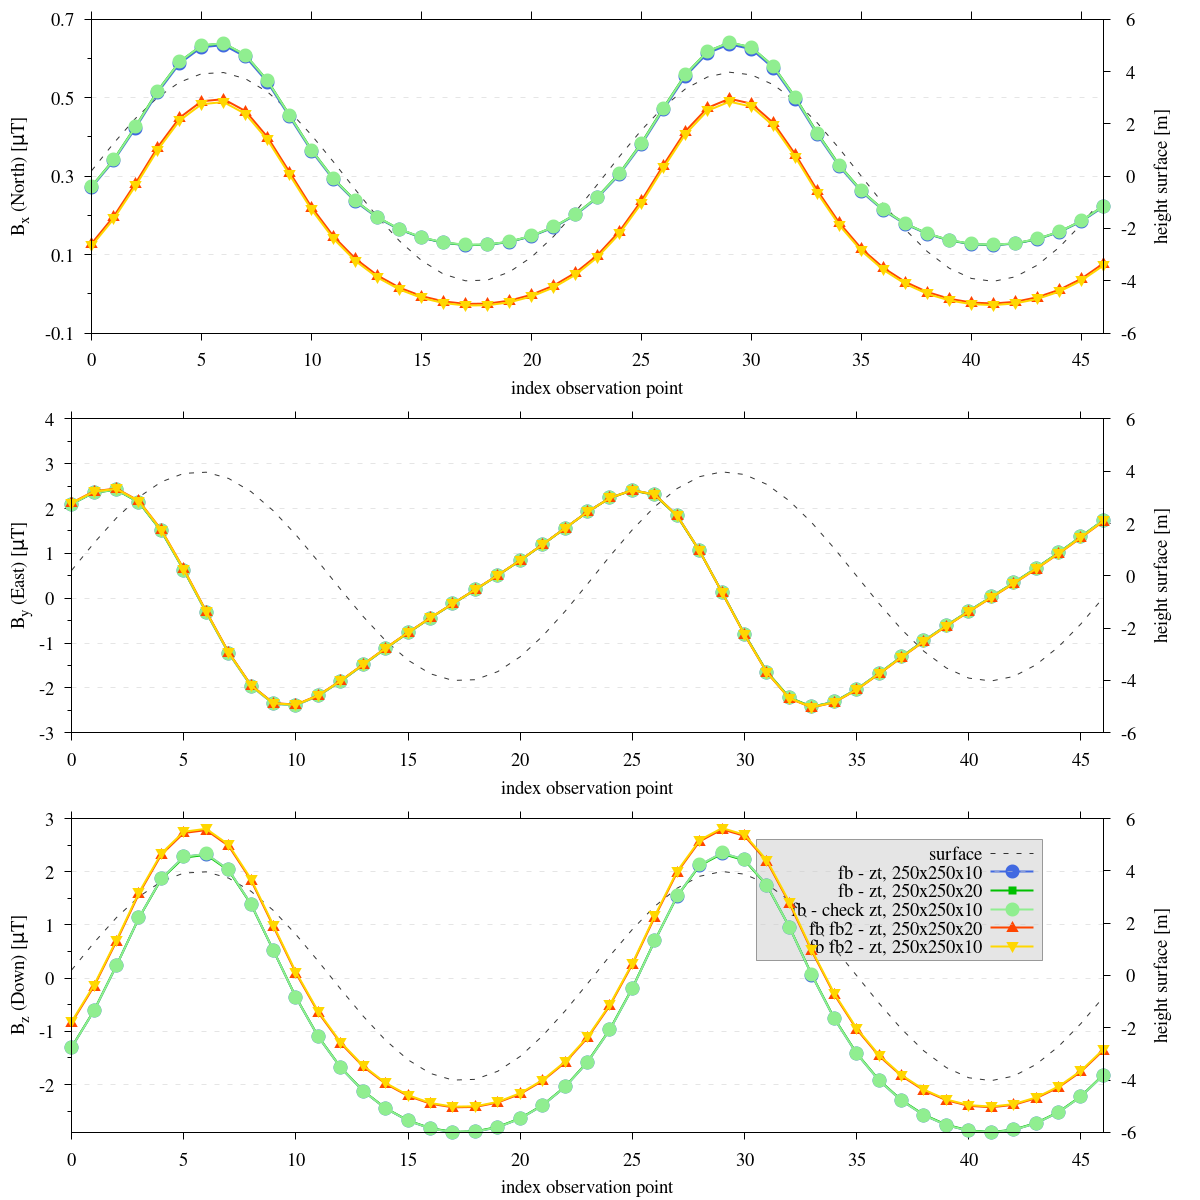 0.7
0.5
0.3
0.1
-0.1
Bx (North) [µT]
6
4
2
0
-2
-4
-6
height surface [m]
0 5 10 15 20 25 30 35 40 45
index observation point
4
3
2
1
0
-1
-2
-3
By (East) [µT]
6
4
2
0
-2
-4
-6
height surface [m]
0 5 10 15 20 25 30 35 40 45
index observation point
3
2
1
0
-1
-2
Bz (Down) [µT]
surface
fb - zt, 250x250x10
fb - zt, 250x250x20
fb - check zt, 250x250x10
fb fb2 - zt, 250x250x20
fb fb2 - zt, 250x250x10
6
4
2
0
-2
-4
-6
height surface [m]
0 5 10 15 20 25 30 35 40 45
index observation point